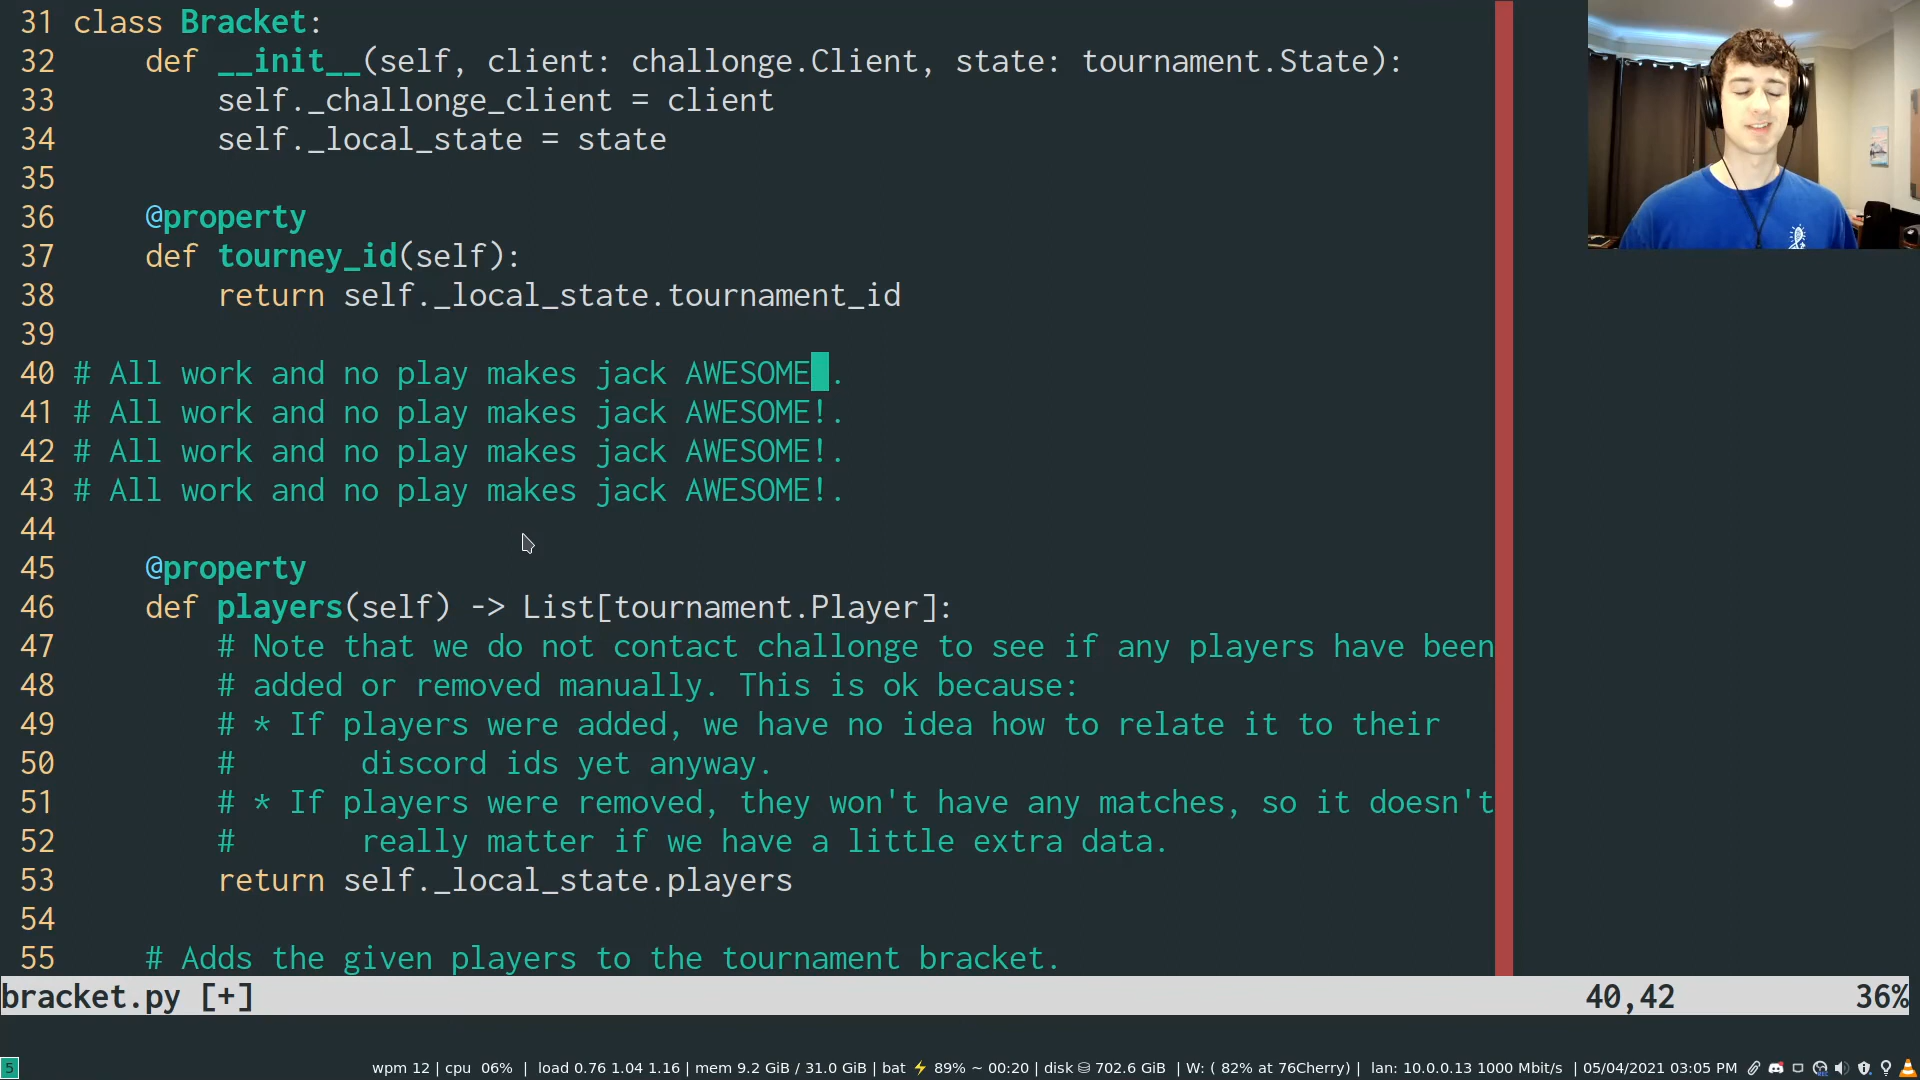 31 class Bracket:
32     def __init__(self, client: challonge.Client, state: tournament.State):
33         self._challonge_client = client
34         self._local_state = state
35
36     @property
37     def tourney_id(self):
38         return self._local_state.tournament_id
39
40 # All work and no play makes jack AWESOME .
41 # All work and no play makes jack AWESOME!.
42 # All work and no play makes jack AWESOME!.
43 # All work and no play makes jack AWESOME!.
44
45     @property
46     def players(self) -> List[tournament.Player]:
47         # Note that we do not contact challonge to see if any players have been
48         # added or removed manually. This is ok because:
49         # * If players were added, we have no idea how to relate it to their
50         #       discord ids yet anyway.
51         # * If players were removed, they won't have any matches, so it doesn't
52         #       really matter if we have a little extra data.
53         return self._local_state.players
54
55     # Adds the given players to the tournament bracket.
bracket.py [+] 40,42 36%
5 wpm 12 | cpu 06% | load 0.76 1.04 1.16 | mem 9.2 GiB / 31.0 GiB | bat ⚡ 89% ~ 00:20 | disk 702.6 GiB | W: ( 82% at 76Cherry) | lan: 10.0.0.13 1000 Mbit/s | 05/04/2021 03:05 PM